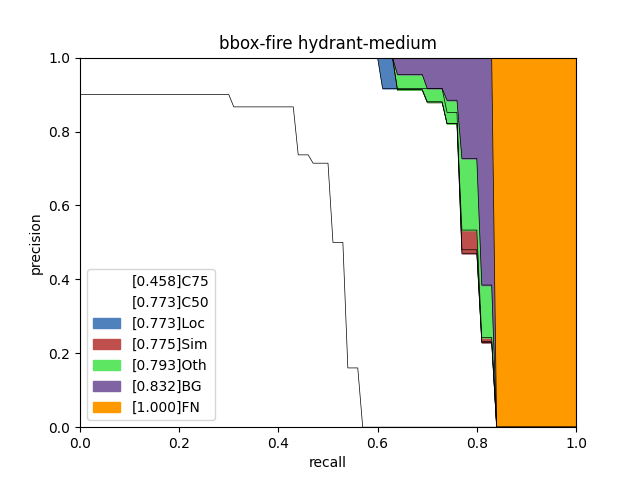 bbox-fire hydrant-medium
1.0
0.8
0.6
0.4
0.2
0.0
precision
[0.458]C75
[0.773]C50
[0.773]Loc
[0.775]Sim
[0.793]Oth
[0.832]BG
[1.000]FN
0.0 0.2 0.4 0.6 0.8 1.0
recall